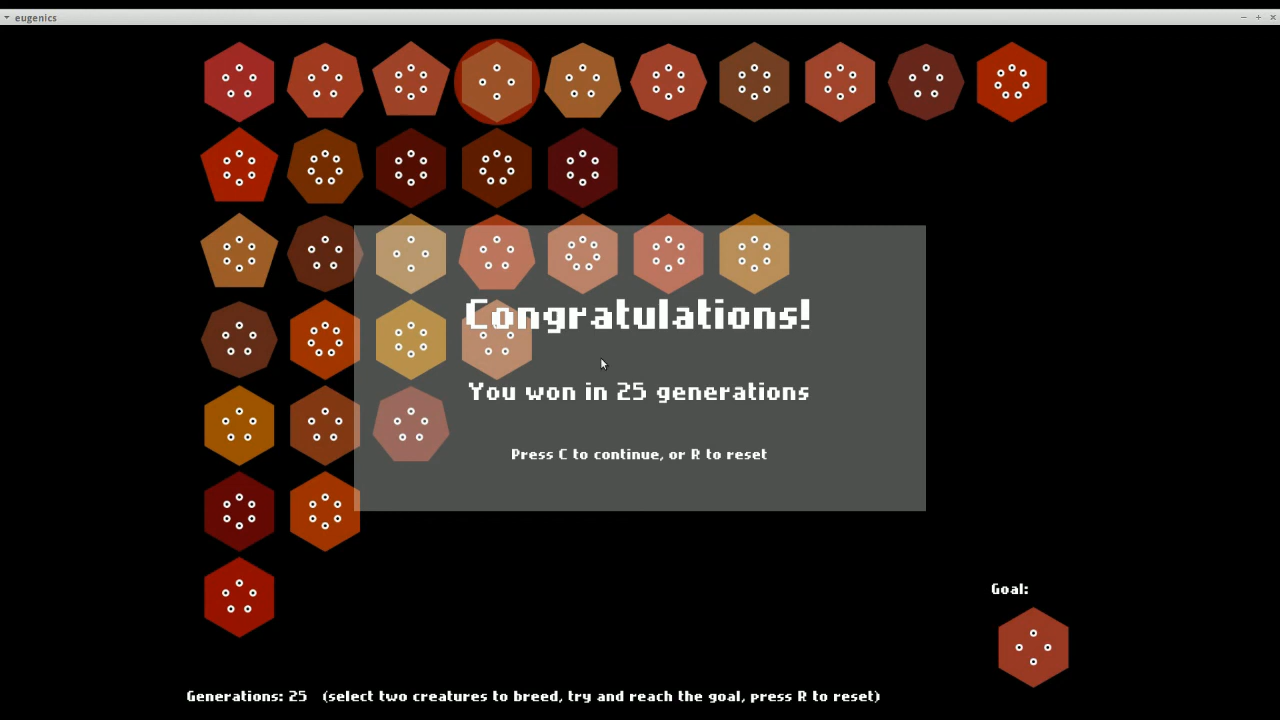 eugenics
Congratulations!
You won in 25 generations
Press C to continue, or R to reset
Goal:
Generations: 25 (select two creatures to breed, try and reach the goal, press R to reset)